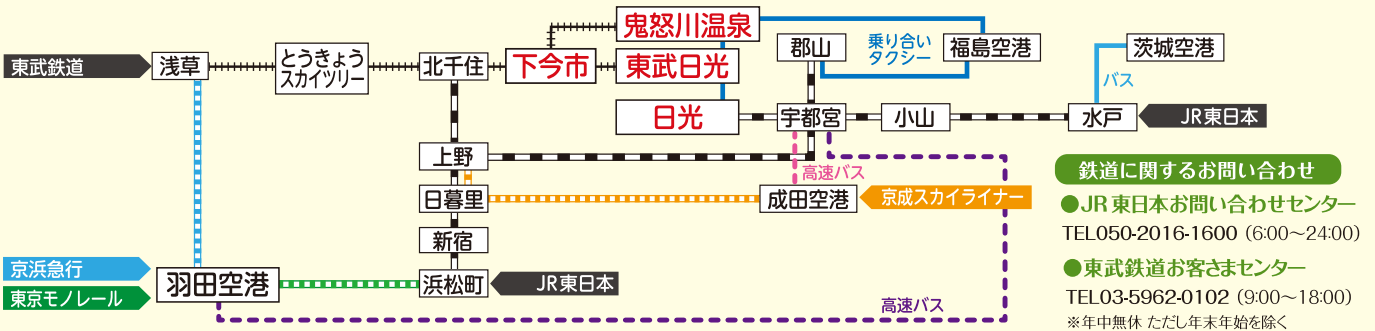 鬼怒川温泉
郡山
乗り合い
タクシー
福島空港
茨城空港
東武鉄道
浅草
とうきょう
スカイツリー
北千住
下今市
東武日光
バス
日光
宇都宮
小山
水戸
JR東日本
上野
高速バス
日暮里
成田空港
京成スカイライナー
新宿
京浜急行
羽田空港
東京モノレール
浜松町
JR東日本
高速バス
鉄道に関するお問い合わせ
●JR東日本お問い合わせセンター
TEL050-2016-1600（6:00〜24:00）
●東武鉄道お客さまセンター
TEL03-5962-0102（9:00〜18:00）
※年中無休 ただし年末年始を除く